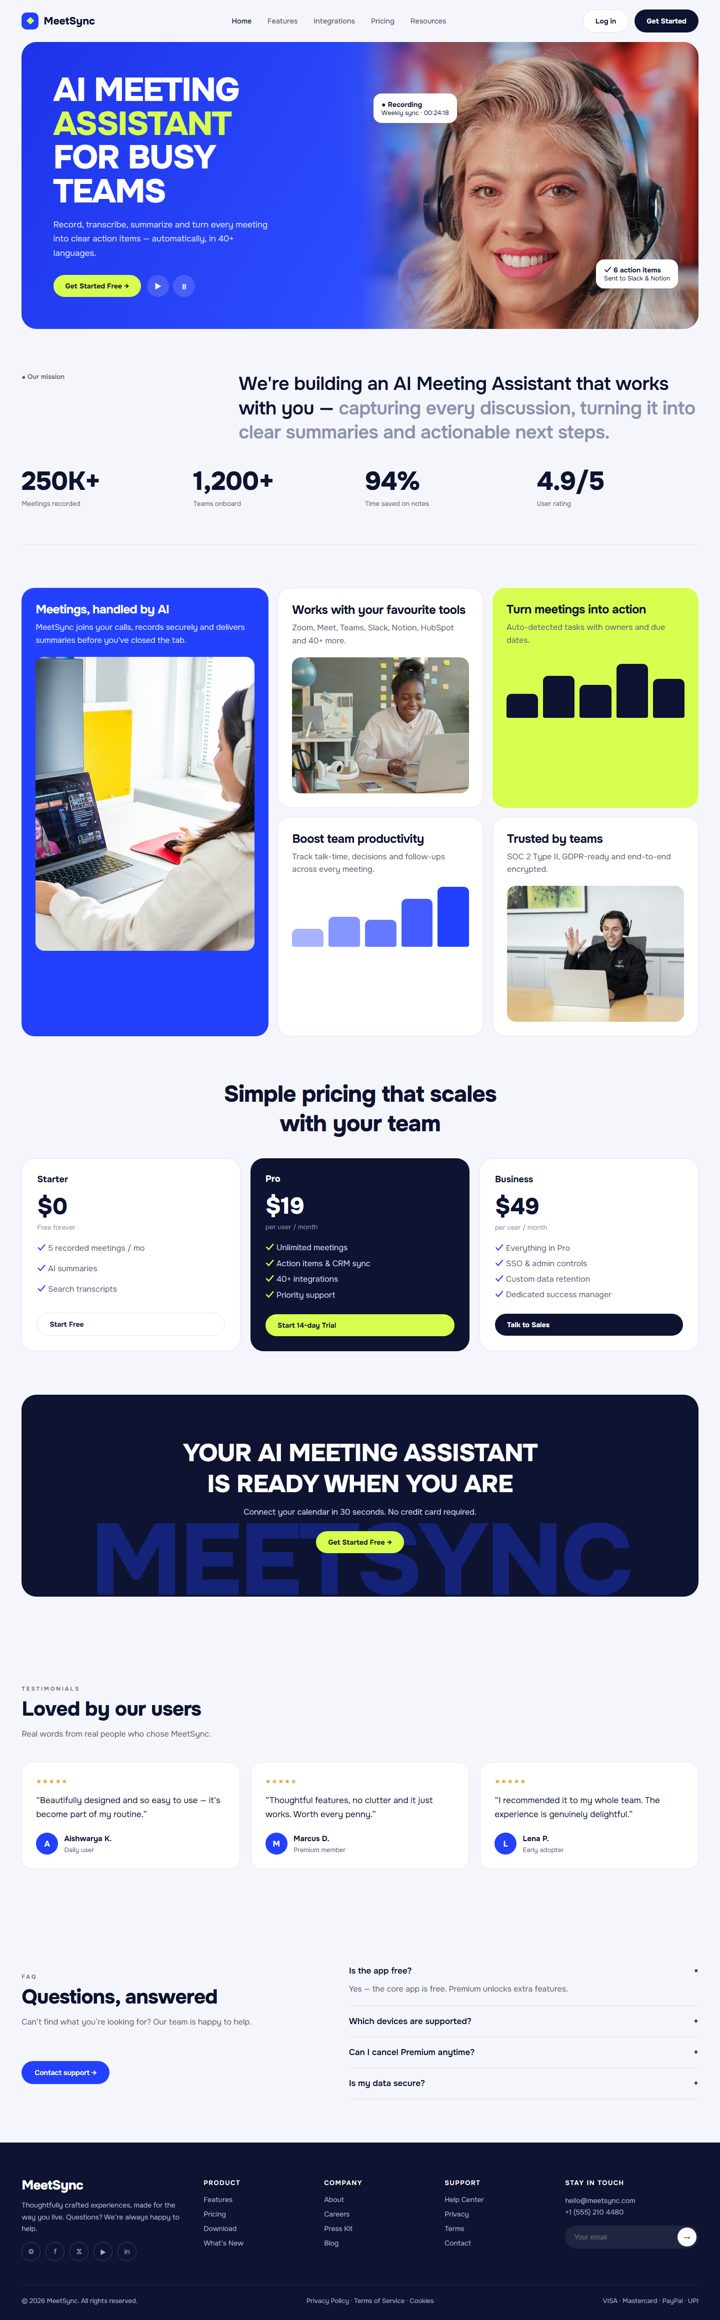 MeetSync
Home Features Integrations Pricing Resources
Log in Get Started
AI MEETING
ASSISTANT
FOR BUSY
TEAMS
Record, transcribe, summarize and turn every meeting
into clear action items — automatically, in 40+
languages.
Get Started Free →
● Recording
Weekly sync · 00:24:18
✓ 6 action items
Sent to Slack & Notion
● Our mission
We're building an AI Meeting Assistant that works
with you — capturing every discussion, turning it into
clear summaries and actionable next steps.
250K+
Meetings recorded
1,200+
Teams onboard
94%
Time saved on notes
4.9/5
User rating
Meetings, handled by AI
MeetSync joins your calls, records securely and delivers
summaries before you've closed the tab.
Works with your favourite tools
Zoom, Meet, Teams, Slack, Notion, HubSpot
and 40+ more.
Turn meetings into action
Auto-detected tasks with owners and due
dates.
Boost team productivity
Track talk-time, decisions and follow-ups
across every meeting.
Trusted by teams
SOC 2 Type II, GDPR-ready and end-to-end
encrypted.
Simple pricing that scales
with your team
Starter
$0
Free forever
✓ 5 recorded meetings / mo
✓ AI summaries
✓ Search transcripts
Start Free
Pro
$19
per user / month
✓ Unlimited meetings
✓ Action items & CRM sync
✓ 40+ integrations
✓ Priority support
Start 14-day Trial
Business
$49
per user / month
✓ Everything in Pro
✓ SSO & admin controls
✓ Custom data retention
✓ Dedicated success manager
Talk to Sales
YOUR AI MEETING ASSISTANT
IS READY WHEN YOU ARE
Connect your calendar in 30 seconds. No credit card required.
Get Started Free →
MEETSYNC
TESTIMONIALS
Loved by our users
Real words from real people who chose MeetSync.
★★★★★
"Beautifully designed and so easy to use — it's
become part of my routine."
A
Aishwarya K.
Daily user
★★★★★
"Thoughtful features, no clutter and it just
works. Worth every penny."
M
Marcus D.
Premium member
★★★★★
"I recommended it to my whole team. The
experience is genuinely delightful."
L
Lena P.
Early adopter
FAQ
Questions, answered
Can't find what you're looking for? Our team is happy to help.
Contact support →
Is the app free? ×
Yes — the core app is free. Premium unlocks extra features.
Which devices are supported? +
Can I cancel Premium anytime? +
Is my data secure? +
MeetSync
Thoughtfully crafted experiences, made for the
way you live. Questions? We're always happy to
help.
f 𝕏 ▶ in
PRODUCT
Features
Pricing
Download
What's New
COMPANY
About
Careers
Press Kit
Blog
SUPPORT
Help Center
Privacy
Terms
Contact
STAY IN TOUCH
hello@meetsync.com
+1 (555) 210 4480
Your email →
© 2026 MeetSync. All rights reserved.
Privacy Policy · Terms of Service · Cookies
VISA · Mastercard · PayPal · UPI